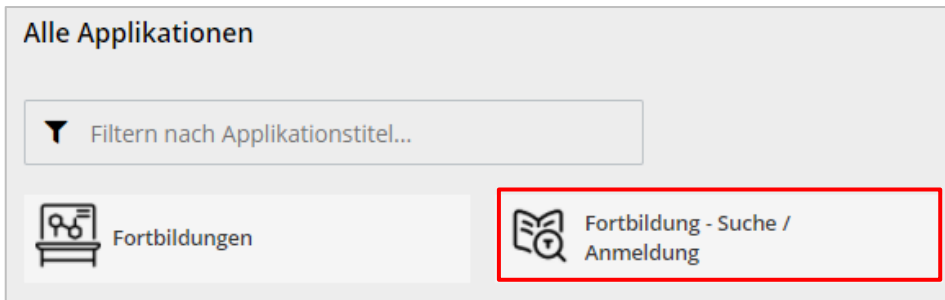 Alle Applikationen
Filtern nach Applikationstitel...
Fortbildungen
Fortbildung - Suche /
Anmeldung